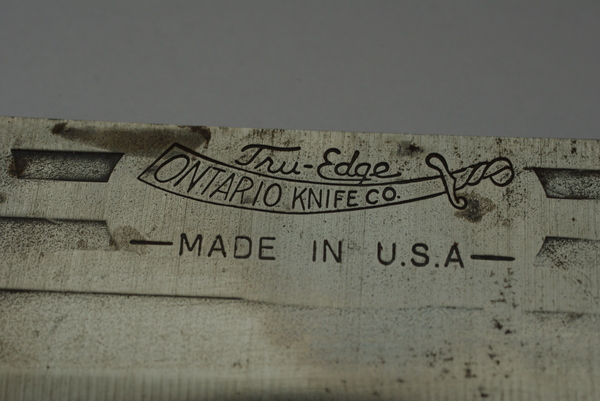 Tru-Edge
ONTARIO KNIFE CO.
—MADE IN U.S.A—